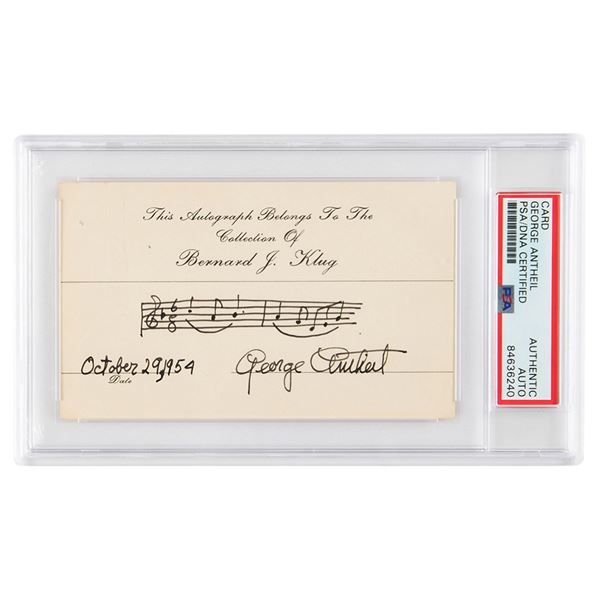 This Autograph Belongs To The
Collection Of
Bernard J. Klug
October 29, 1954
Date
George Antheil
CARD
GEORGE ANTHEIL
PSA/DNA CERTIFIED
PSA
AUTHENTIC
AUTO
84636240